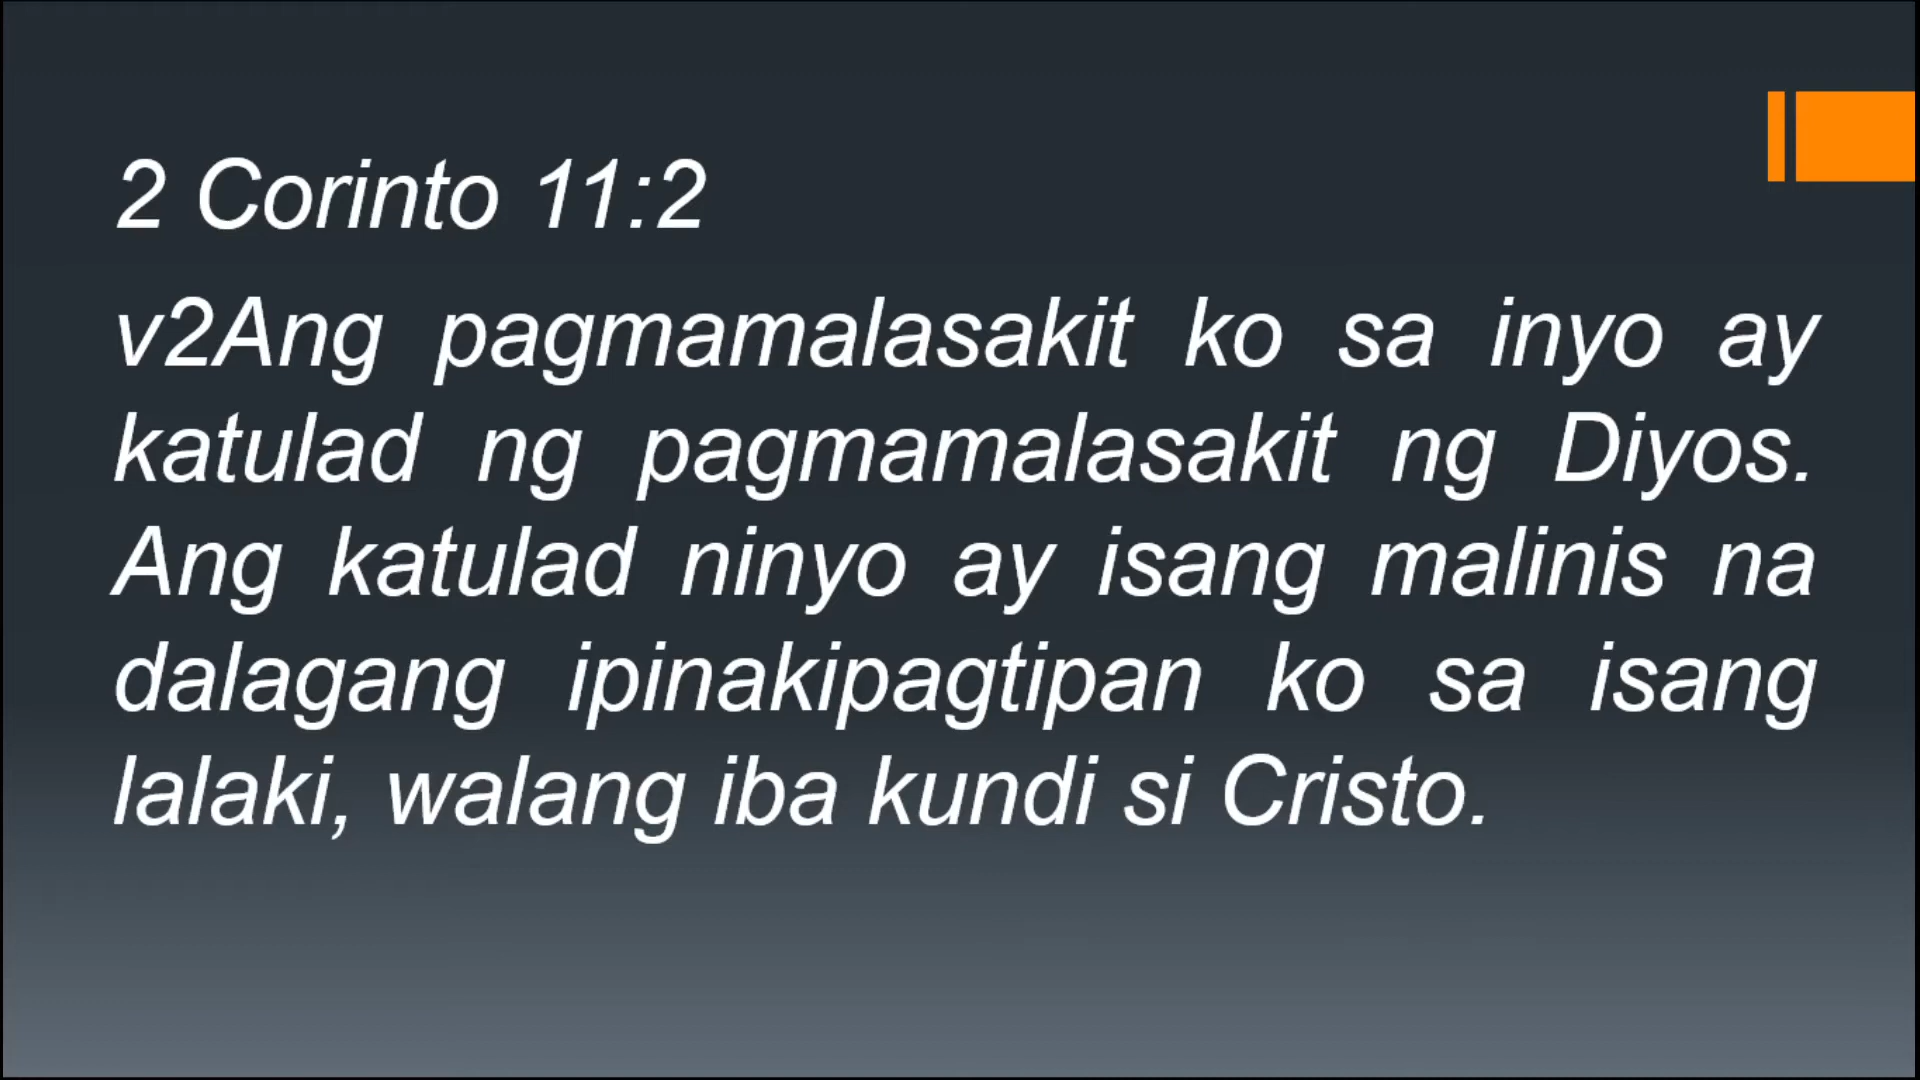 2 Corinto 11:2
v2Ang pagmamalasakit ko sa inyo ay
katulad ng pagmamalasakit ng Diyos.
Ang katulad ninyo ay isang malinis na
dalagang ipinakipagtipan ko sa isang
lalaki, walang iba kundi si Cristo.